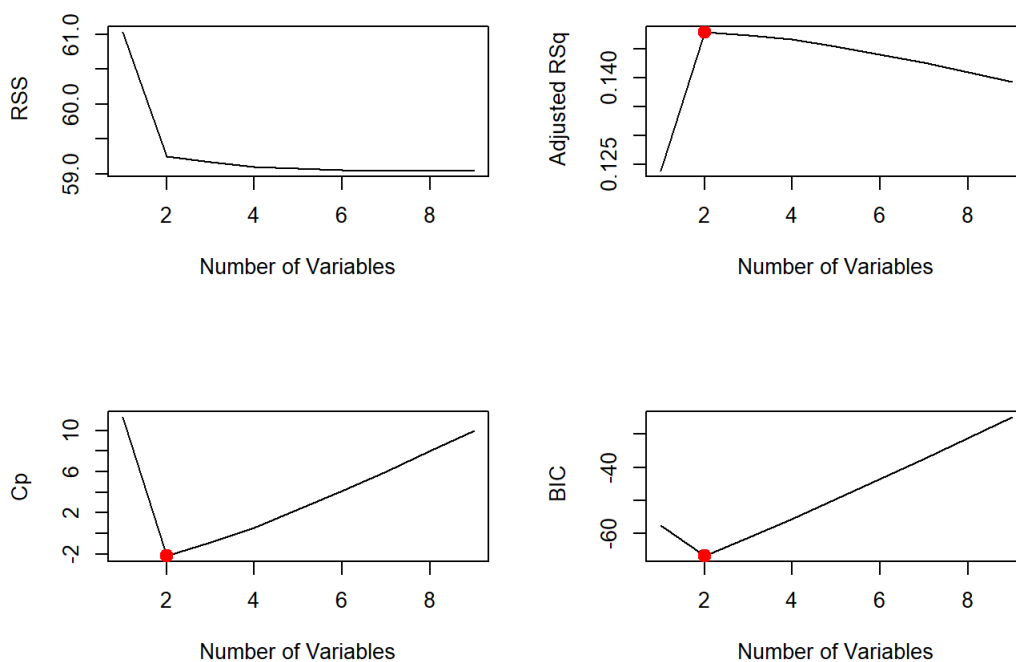 RSS
61.0
60.0
59.0
2 4 6 8
Number of Variables
Adjusted RSq
0.140
0.125
2 4 6 8
Number of Variables
Cp
10
6
2
-2
2 4 6 8
Number of Variables
BIC
-40
-60
2 4 6 8
Number of Variables